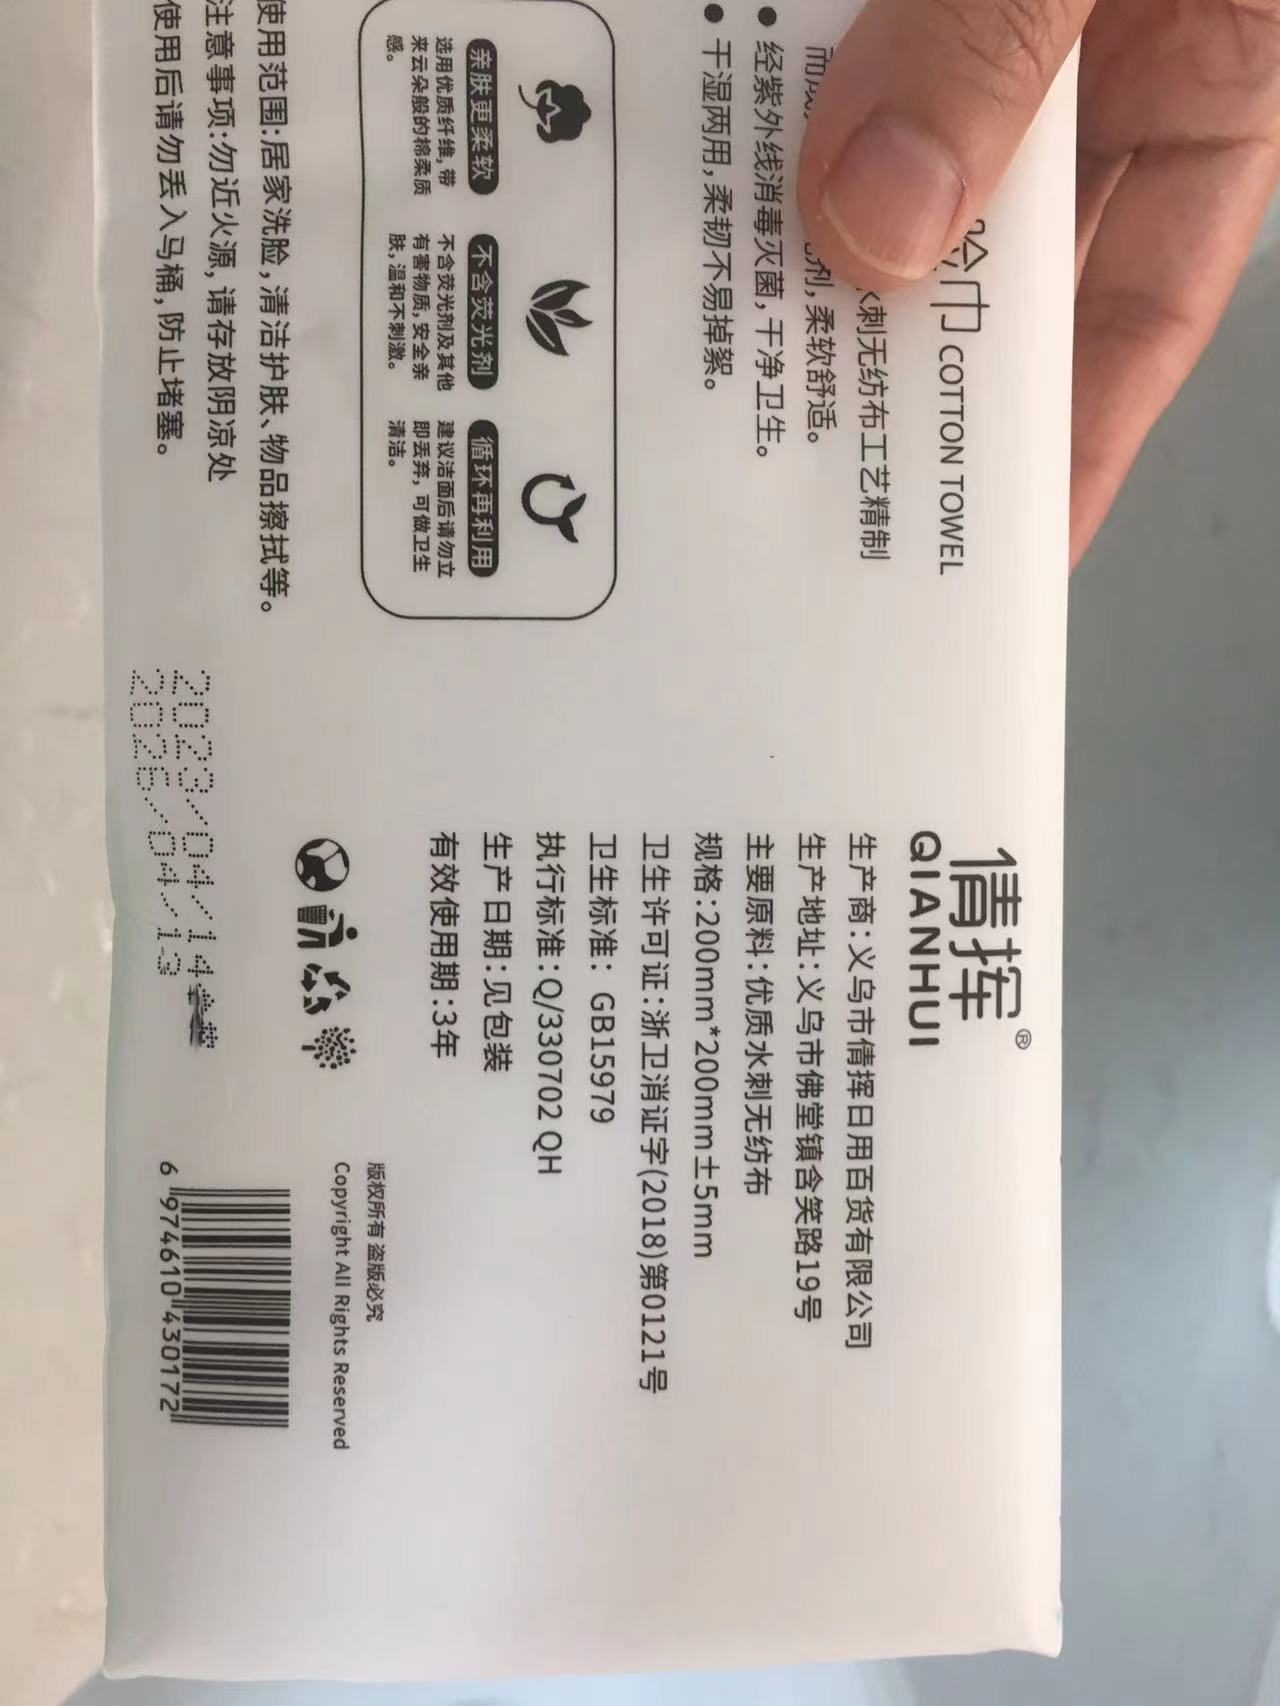 脸巾 COTTON TOWEL
水刺无纺布工艺精制
剂,柔软舒适。
● 经紫外线消毒灭菌,干净卫生。
● 干湿两用,柔韧不易掉絮。
亲肤更柔软
选用优质纤维,带
来云朵般的棉柔质
感。
不含荧光剂
不含荧光剂及其他
有害物质,安全亲
肤,温和不刺激。
循环再利用
建议洁面后请勿立
即丢弃,可做卫生
清洁。
使用范围:居家洗脸,清洁护肤、物品擦拭等。
注意事项:勿近火源,请存放阴凉处
使用后请勿丢入马桶,防止堵塞。
2023/04/14
2026/04/13
倩挥®
QIANHUI
生产商:义乌市倩挥日用百货有限公司
生产地址:义乌市佛堂镇含笑路19号
主要原料:优质水刺无纺布
规格:200mm*200mm±5mm
卫生许可证:浙卫消证字(2018)第0121号
卫生标准: GB15979
执行标准:Q/330702 QH
生产日期:见包装
有效使用期:3年
版权所有 盗版必究
Copyright All Rights Reserved
6 974610 430172